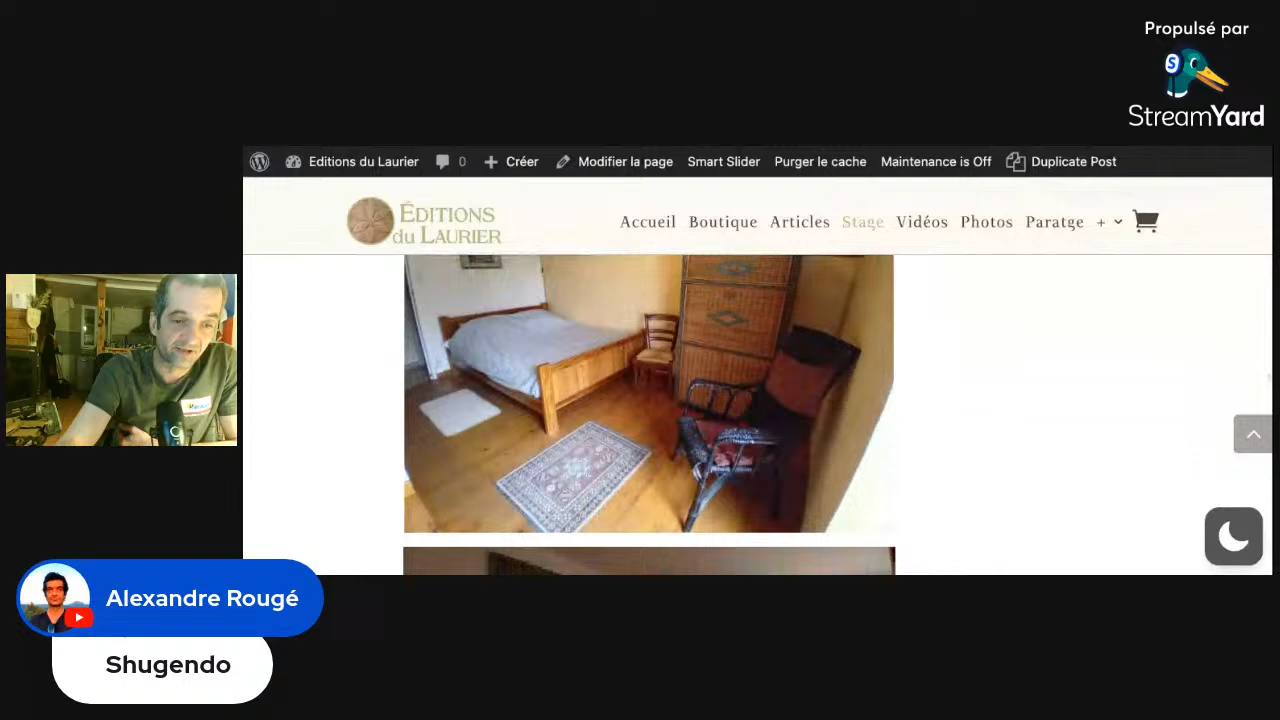 Propulsé par
StreamYard
Editions du Laurier 0 Créer Modifier la page Smart Slider Purger le cache Maintenance is Off Duplicate Post
ÉDITIONS
du LAURIER
Accueil Boutique Articles Stage Vidéos Photos Paratge +
Alexandre Rougé
Shugendo